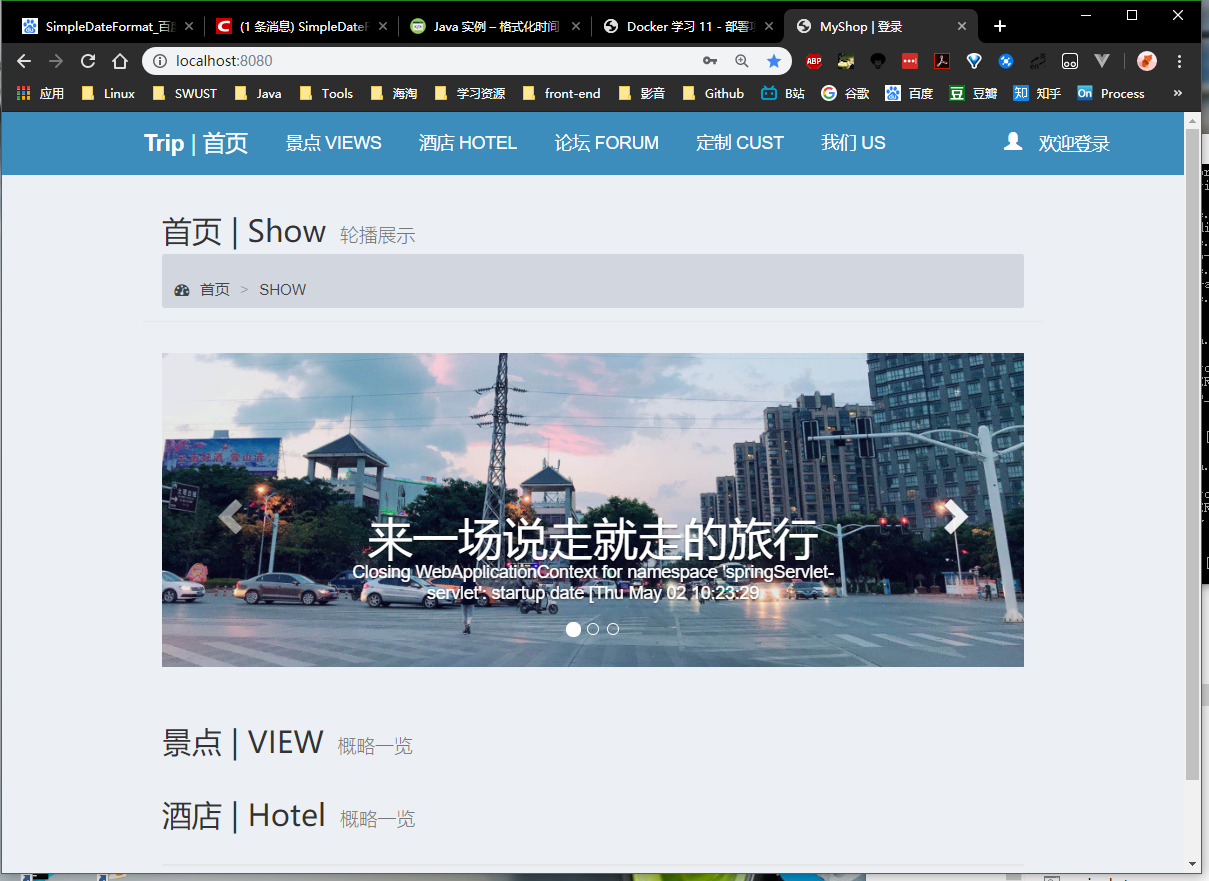 SimpleDateFormat_百
(1 条消息) SimpleDateF
Java 实例 – 格式化时间
Docker 学习 11 - 部署项
MyShop | 登录
localhost:8080
ABP
应用 Linux SWUST Java Tools 海淘 学习资源 front-end 影音 Github B站 谷歌 百度 豆瓣 知乎 Process »
Trip | 首页 景点 VIEWS 酒店 HOTEL 论坛 FORUM 定制 CUST 我们 US 欢迎登录
首页 | Show 轮播展示
首页 > SHOW
来一场说走就走的旅行
Closing WebApplicationContext for namespace 'springServlet-
servlet': startup date [Thu May 02 10:23:29
景点 | VIEW 概略一览
酒店 | Hotel 概略一览